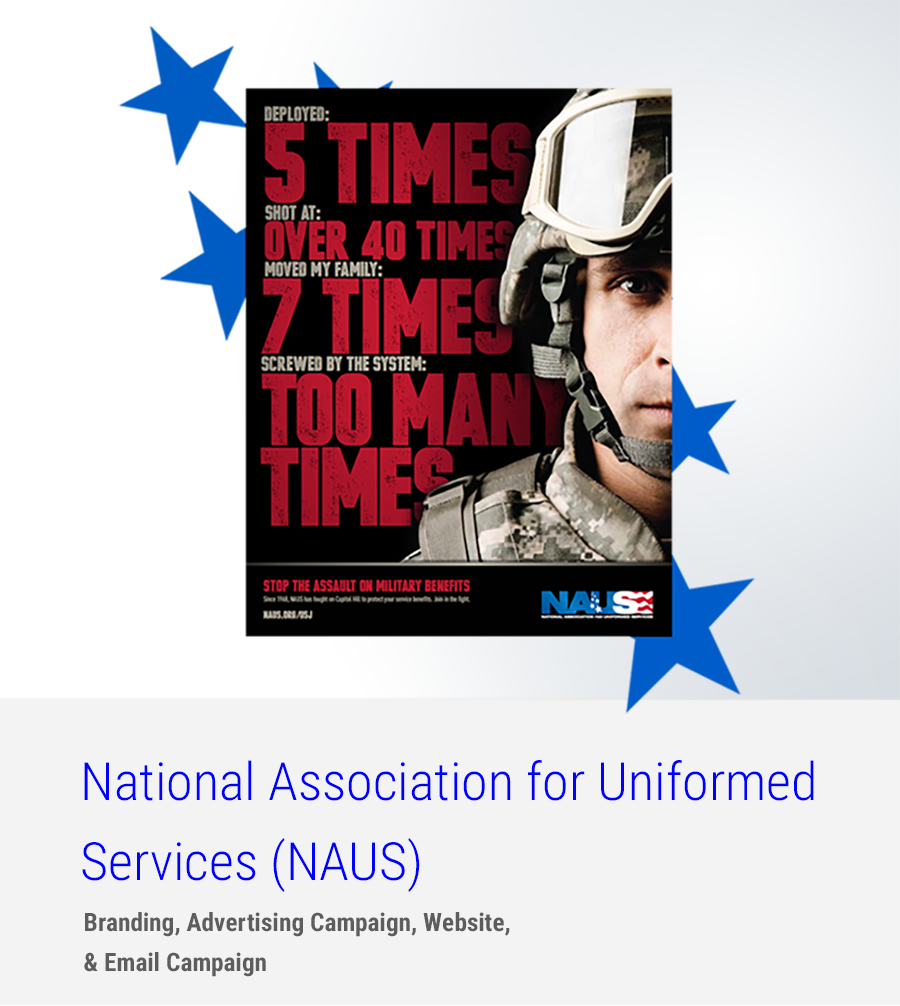 DEPLOYED:
5 TIMES
SHOT AT:
OVER 40 TIMES
MOVED MY FAMILY:
7 TIMES
SCREWED BY THE SYSTEM:
TOO MANY
TIMES
STOP THE ASSAULT ON MILITARY BENEFITS
Since 1968, NAUS has fought on Capitol Hill to protect your service benefits. Join in the fight.
NAUS.ORG/USJ
NAUS
NATIONAL ASSOCIATION FOR UNIFORMED SERVICES
National Association for Uniformed
Services (NAUS)
Branding, Advertising Campaign, Website,
& Email Campaign